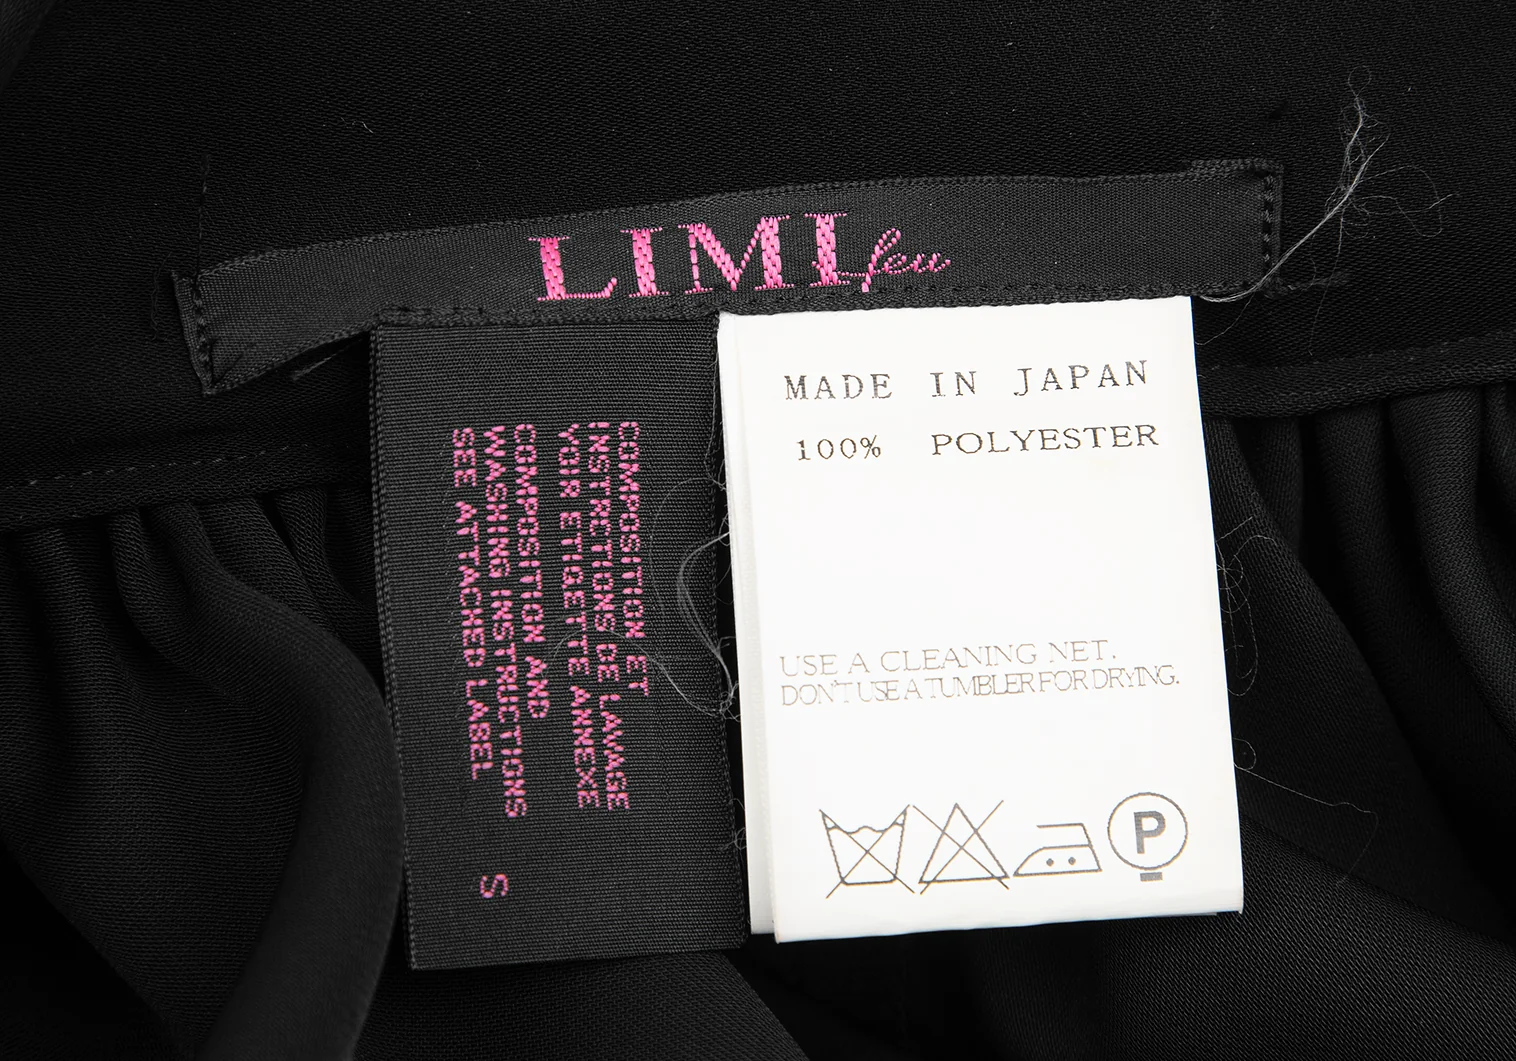 LIMI feu
COMPOSITION ET
INSTRCTIONS DE LAVAGE
VOIR ETIQETTE ANNEXE
COMPOSITION AND
WASHING INSTRUCTIONS
SEE ATTACHED LABEL
S
MADE IN JAPAN
100% POLYESTER
USE A CLEANING NET.
DON'T USE A TUMBLER FOR DRYING.
P